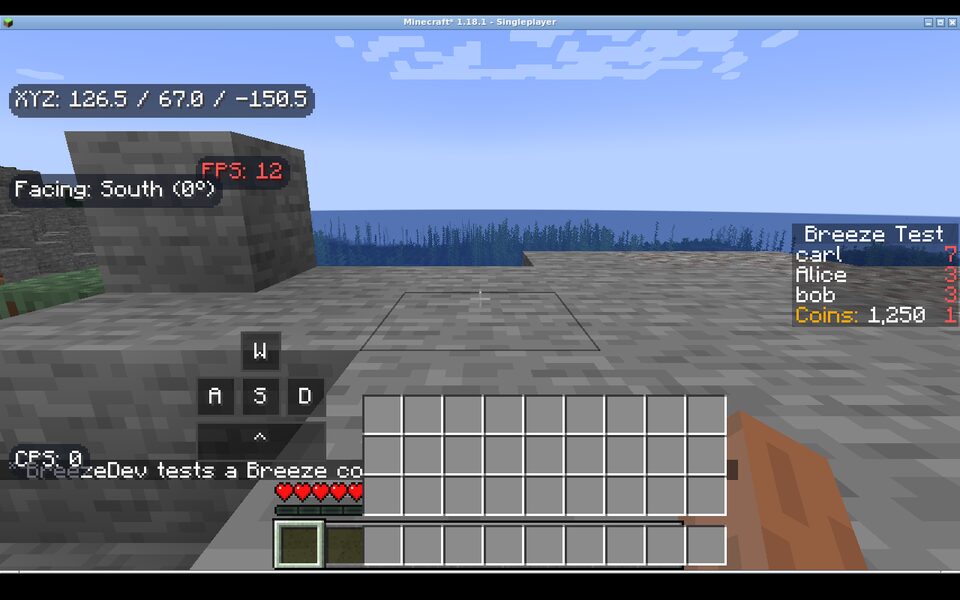 Minecraft* 1.18.1 - Singleplayer
XYZ: 126.5 / 67.0 / -150.5
FPS: 12
Facing: South (0°)
Breeze Test
carl 7
Alice 3
bob 3
Coins: 1,250 1
W
A S D
^
CPS: 0
* BreezeDev tests a Breeze co